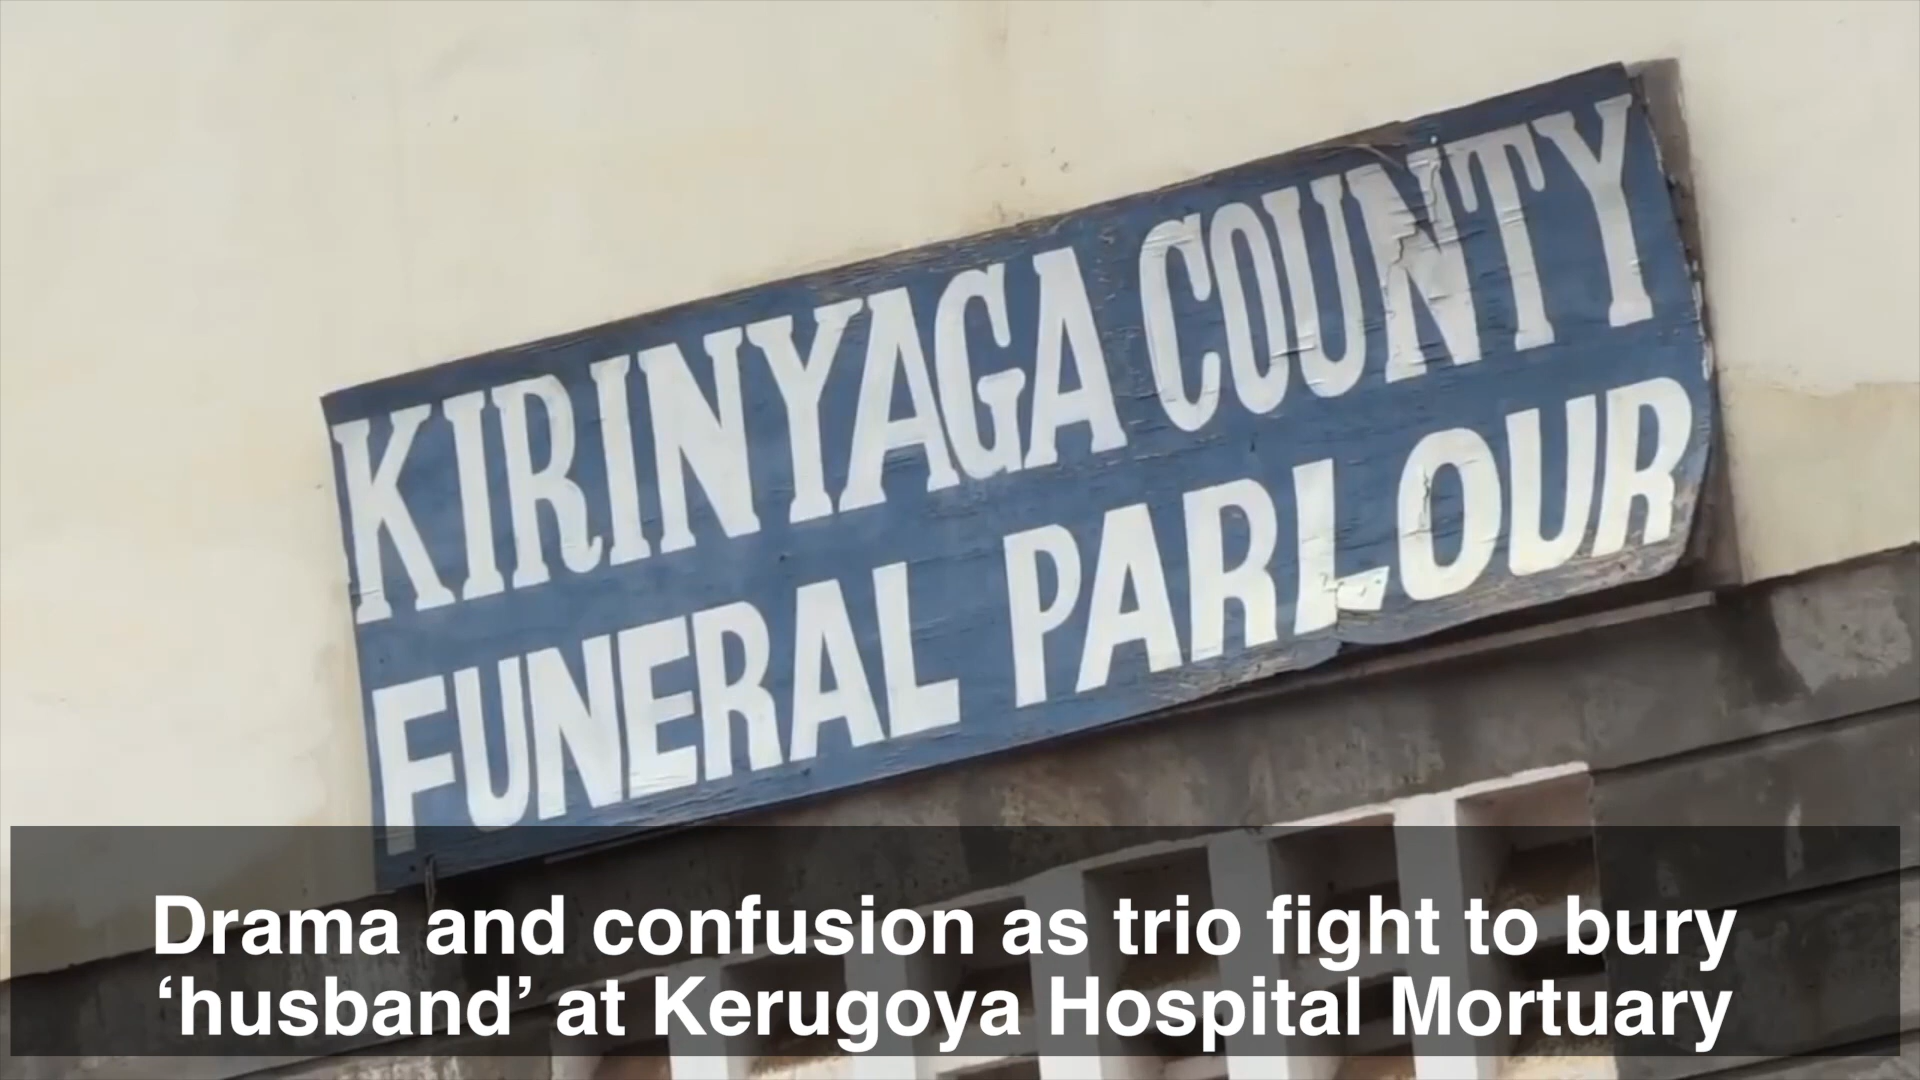 KIRINYAGA COUNTY
FUNERAL PARLOUR
Drama and confusion as trio fight to bury
‘husband’ at Kerugoya Hospital Mortuary